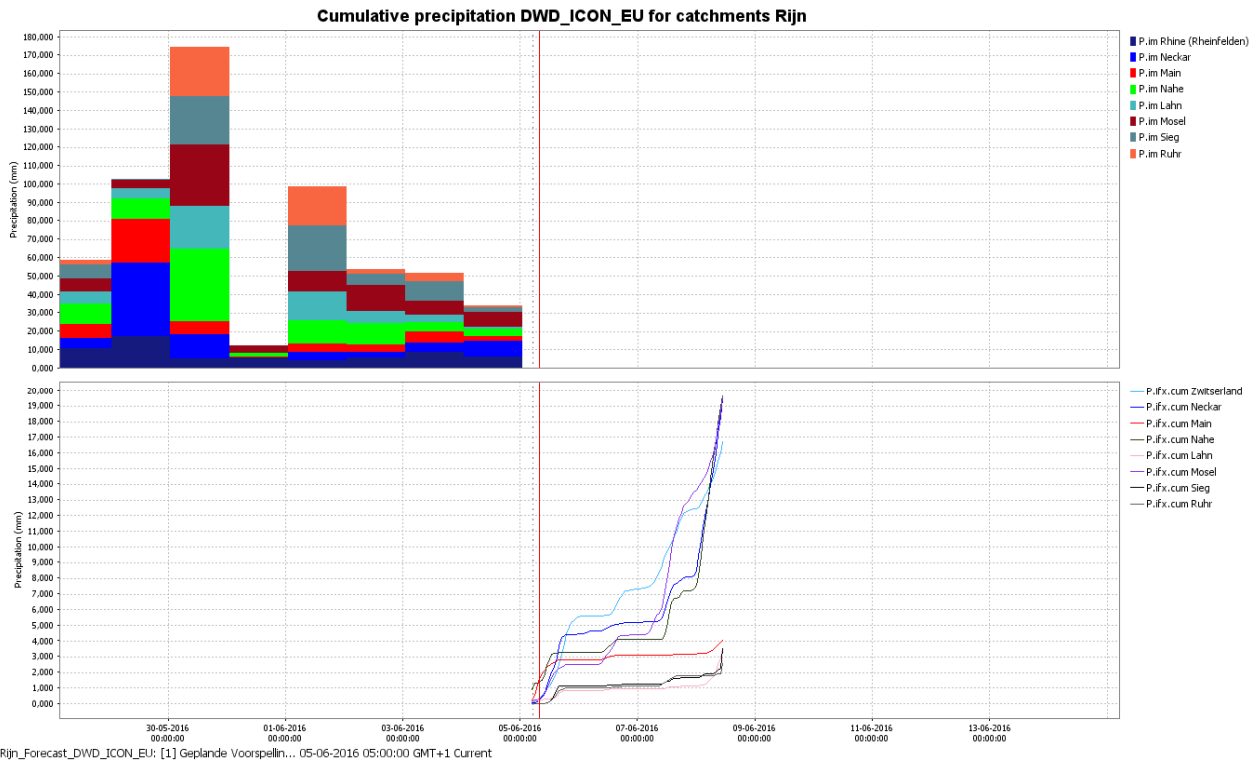 Cumulative precipitation DWD_ICON_EU for catchments Rijn
Precipitation (mm)
180,000
170,000
160,000
150,000
140,000
130,000
120,000
110,000
100,000
90,000
80,000
70,000
60,000
50,000
40,000
30,000
20,000
10,000
0,000
P.im Rhine (Rheinfelden)
P.im Neckar
P.im Main
P.im Nahe
P.im Lahn
P.im Mosel
P.im Sieg
P.im Ruhr
Precipitation (mm)
20,000
19,000
18,000
17,000
16,000
15,000
14,000
13,000
12,000
11,000
10,000
9,000
8,000
7,000
6,000
5,000
4,000
3,000
2,000
1,000
0,000
P.ifx.cum Zwitserland
P.ifx.cum Neckar
P.ifx.cum Main
P.ifx.cum Nahe
P.ifx.cum Lahn
P.ifx.cum Mosel
P.ifx.cum Sieg
P.ifx.cum Ruhr
30-05-2016 00:00:00
01-06-2016 00:00:00
03-06-2016 00:00:00
05-06-2016 00:00:00
07-06-2016 00:00:00
09-06-2016 00:00:00
11-06-2016 00:00:00
13-06-2016 00:00:00
Rijn_Forecast_DWD_ICON_EU: [1] Geplande Voorspellin... 05-06-2016 05:00:00 GMT+1 Current